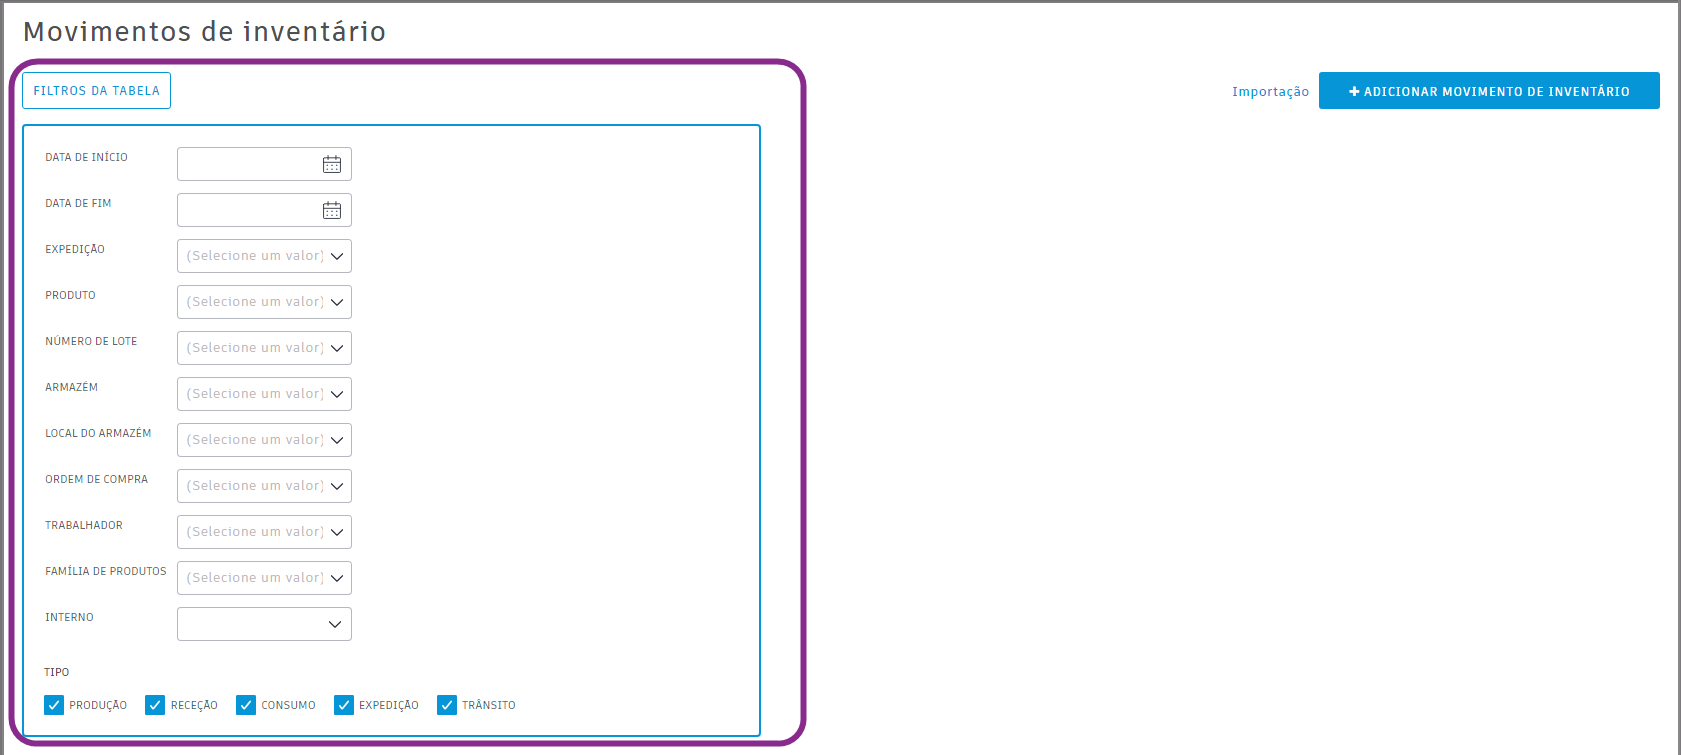 Movimentos de inventário
FILTROS DA TABELA
Importação
ADICIONAR MOVIMENTO DE INVENTÁRIO
DATA DE INÍCIO
DATA DE FIM
EXPEDIÇÃO (Selecione um valor)
PRODUTO (Selecione um valor)
NÚMERO DE LOTE (Selecione um valor)
ARMAZÉM (Selecione um valor)
LOCAL DO ARMAZÉM (Selecione um valor)
ORDEM DE COMPRA (Selecione um valor)
TRABALHADOR (Selecione um valor)
FAMÍLIA DE PRODUTOS (Selecione um valor)
INTERNO
TIPO
PRODUÇÃO RECEÇÃO CONSUMO EXPEDIÇÃO TRÂNSITO